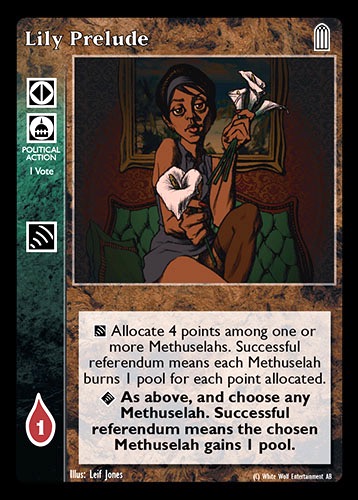 Lily Prelude
POLITICAL
ACTION
1 Vote
Allocate 4 points among one or
more Methuselahs. Successful
referendum means each Methuselah
burns 1 pool for each point allocated.
As above, and choose any
Methuselah. Successful
referendum means the chosen
Methuselah gains 1 pool.
1
Illus: Leif Jones
(C) White Wolf Entertainment AB